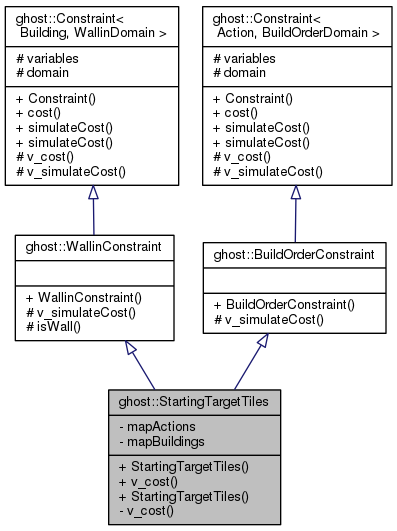 ghost::Constraint<
Building, WallinDomain >
# variables
# domain
+ Constraint()
+ cost()
+ simulateCost()
+ simulateCost()
# v_cost()
# v_simulateCost()
ghost::Constraint<
Action, BuildOrderDomain >
# variables
# domain
+ Constraint()
+ cost()
+ simulateCost()
+ simulateCost()
# v_cost()
# v_simulateCost()
ghost::WallinConstraint
+ WallinConstraint()
# v_simulateCost()
# isWall()
ghost::BuildOrderConstraint
+ BuildOrderConstraint()
# v_simulateCost()
ghost::StartingTargetTiles
- mapActions
- mapBuildings
+ StartingTargetTiles()
+ v_cost()
+ StartingTargetTiles()
- v_cost()